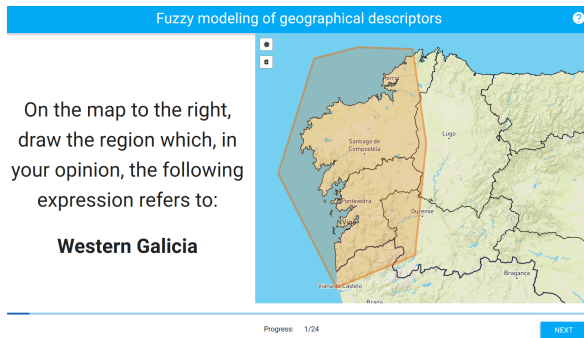 Fuzzy modeling of geographical descriptors
?
On the map to the right,
draw the region which, in
your opinion, the following
expression refers to:
Western Galicia
Ferrol
Santiago de
Compostela
Lugo
Pontevedra
Ourense
Vigo
Viana do Castelo
Bragança
Braga
Progress: 1/24
NEXT